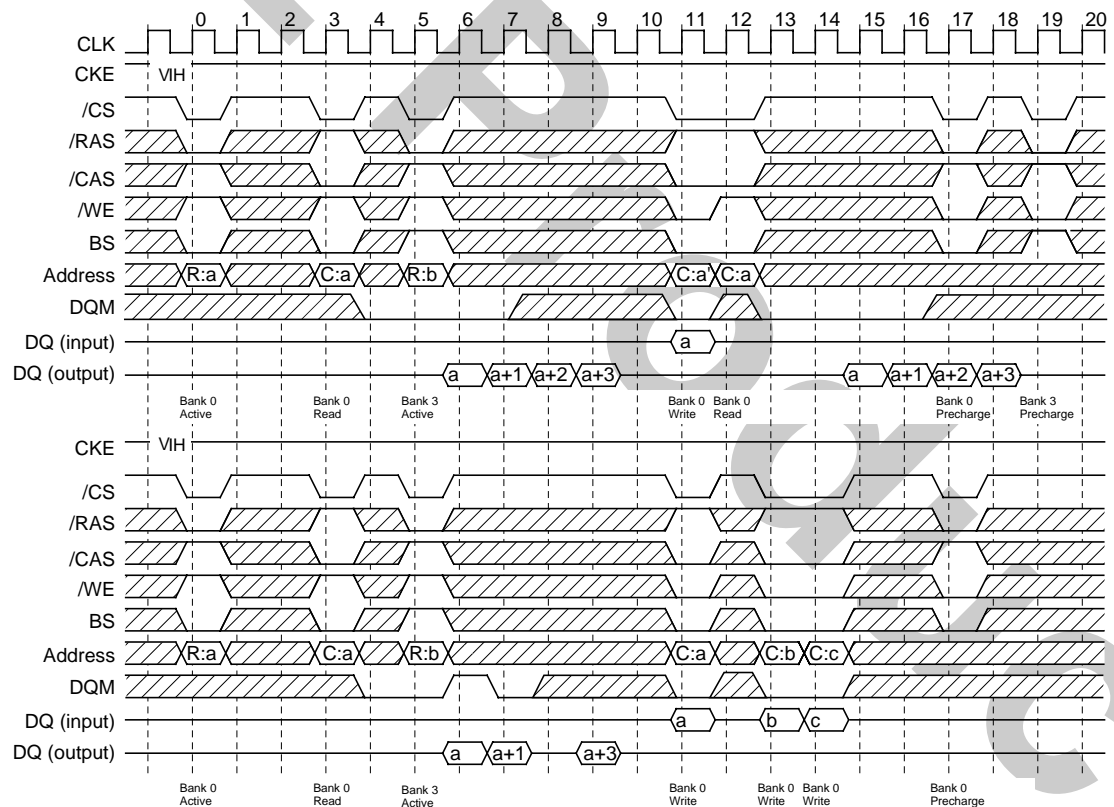 0 1 2 3 4 5 6 7 8 9 10 11 12 13 14 15 16 17 18 19 20
CLK
CKE VIH
/CS
/RAS
/CAS
/WE
BS
Address R:a C:a R:b C:a' C:a
DQM
DQ (input) a
DQ (output) a a+1 a+2 a+3 a a+1 a+2 a+3
Bank 0 Bank 0 Bank 3 Bank 0 Bank 0 Bank 0 Bank 3
Active Read Active Write Read Precharge Precharge
CKE VIH
/CS
/RAS
/CAS
/WE
BS
Address R:a C:a R:b C:a C:b C:c
DQM
DQ (input) a b c
DQ (output) a a+1 a+3
Bank 0 Bank 0 Bank 3 Bank 0 Bank 0 Bank 0 Bank 0
Active Read Active Write Write Write Precharge